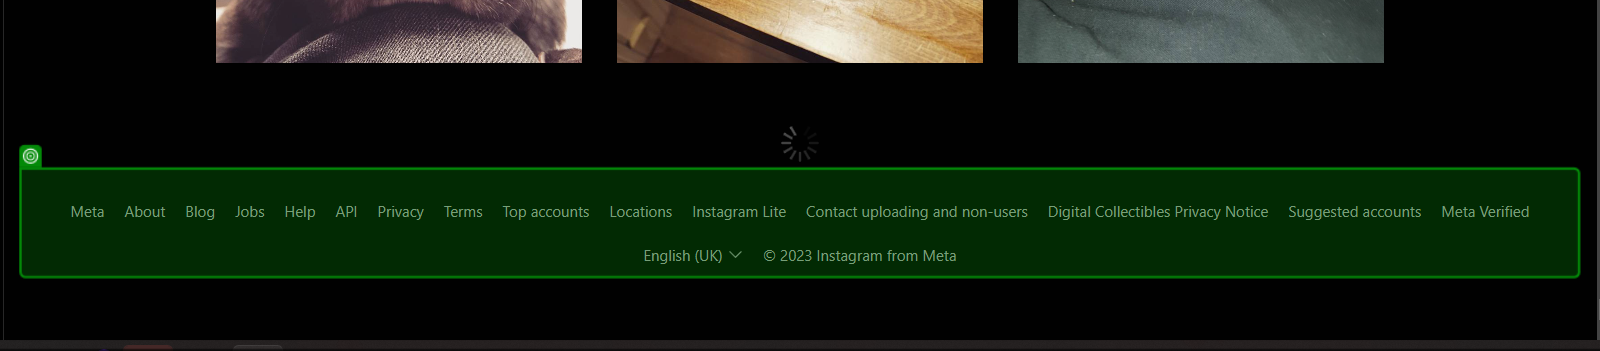 Meta About Blog Jobs Help API Privacy Terms Top accounts Locations Instagram Lite Contact uploading and non-users Digital Collectibles Privacy Notice Suggested accounts Meta Verified
English (UK) © 2023 Instagram from Meta